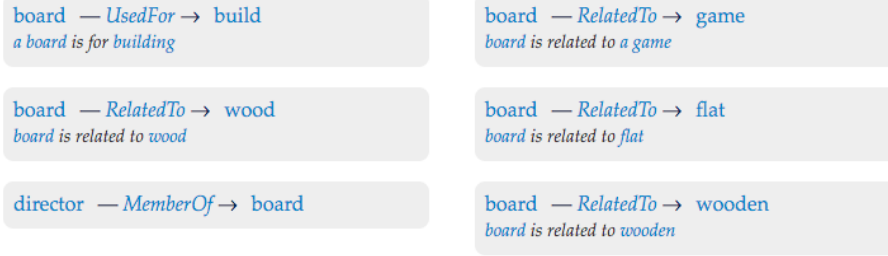 board —UsedFor→ build
a board is for building
board —RelatedTo→ wood
board is related to wood
director —MemberOf→ board
board —RelatedTo→ game
board is related to a game
board —RelatedTo→ flat
board is related to flat
board —RelatedTo→ wooden
board is related to wooden